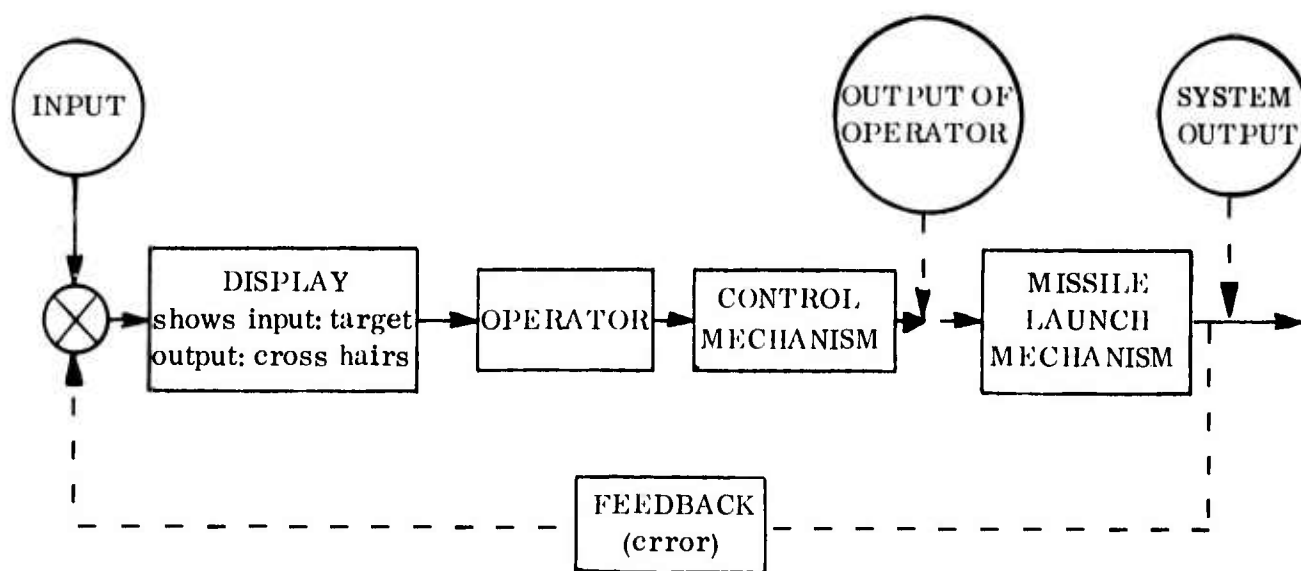 INPUT
OUTPUT OF
OPERATOR
SYSTEM
OUTPUT
DISPLAY
shows input: target
output: cross hairs
OPERATOR
CONTROL
MECHANISM
MISSILE
LAUNCH
MECHANISM
FEEDBACK
(error)